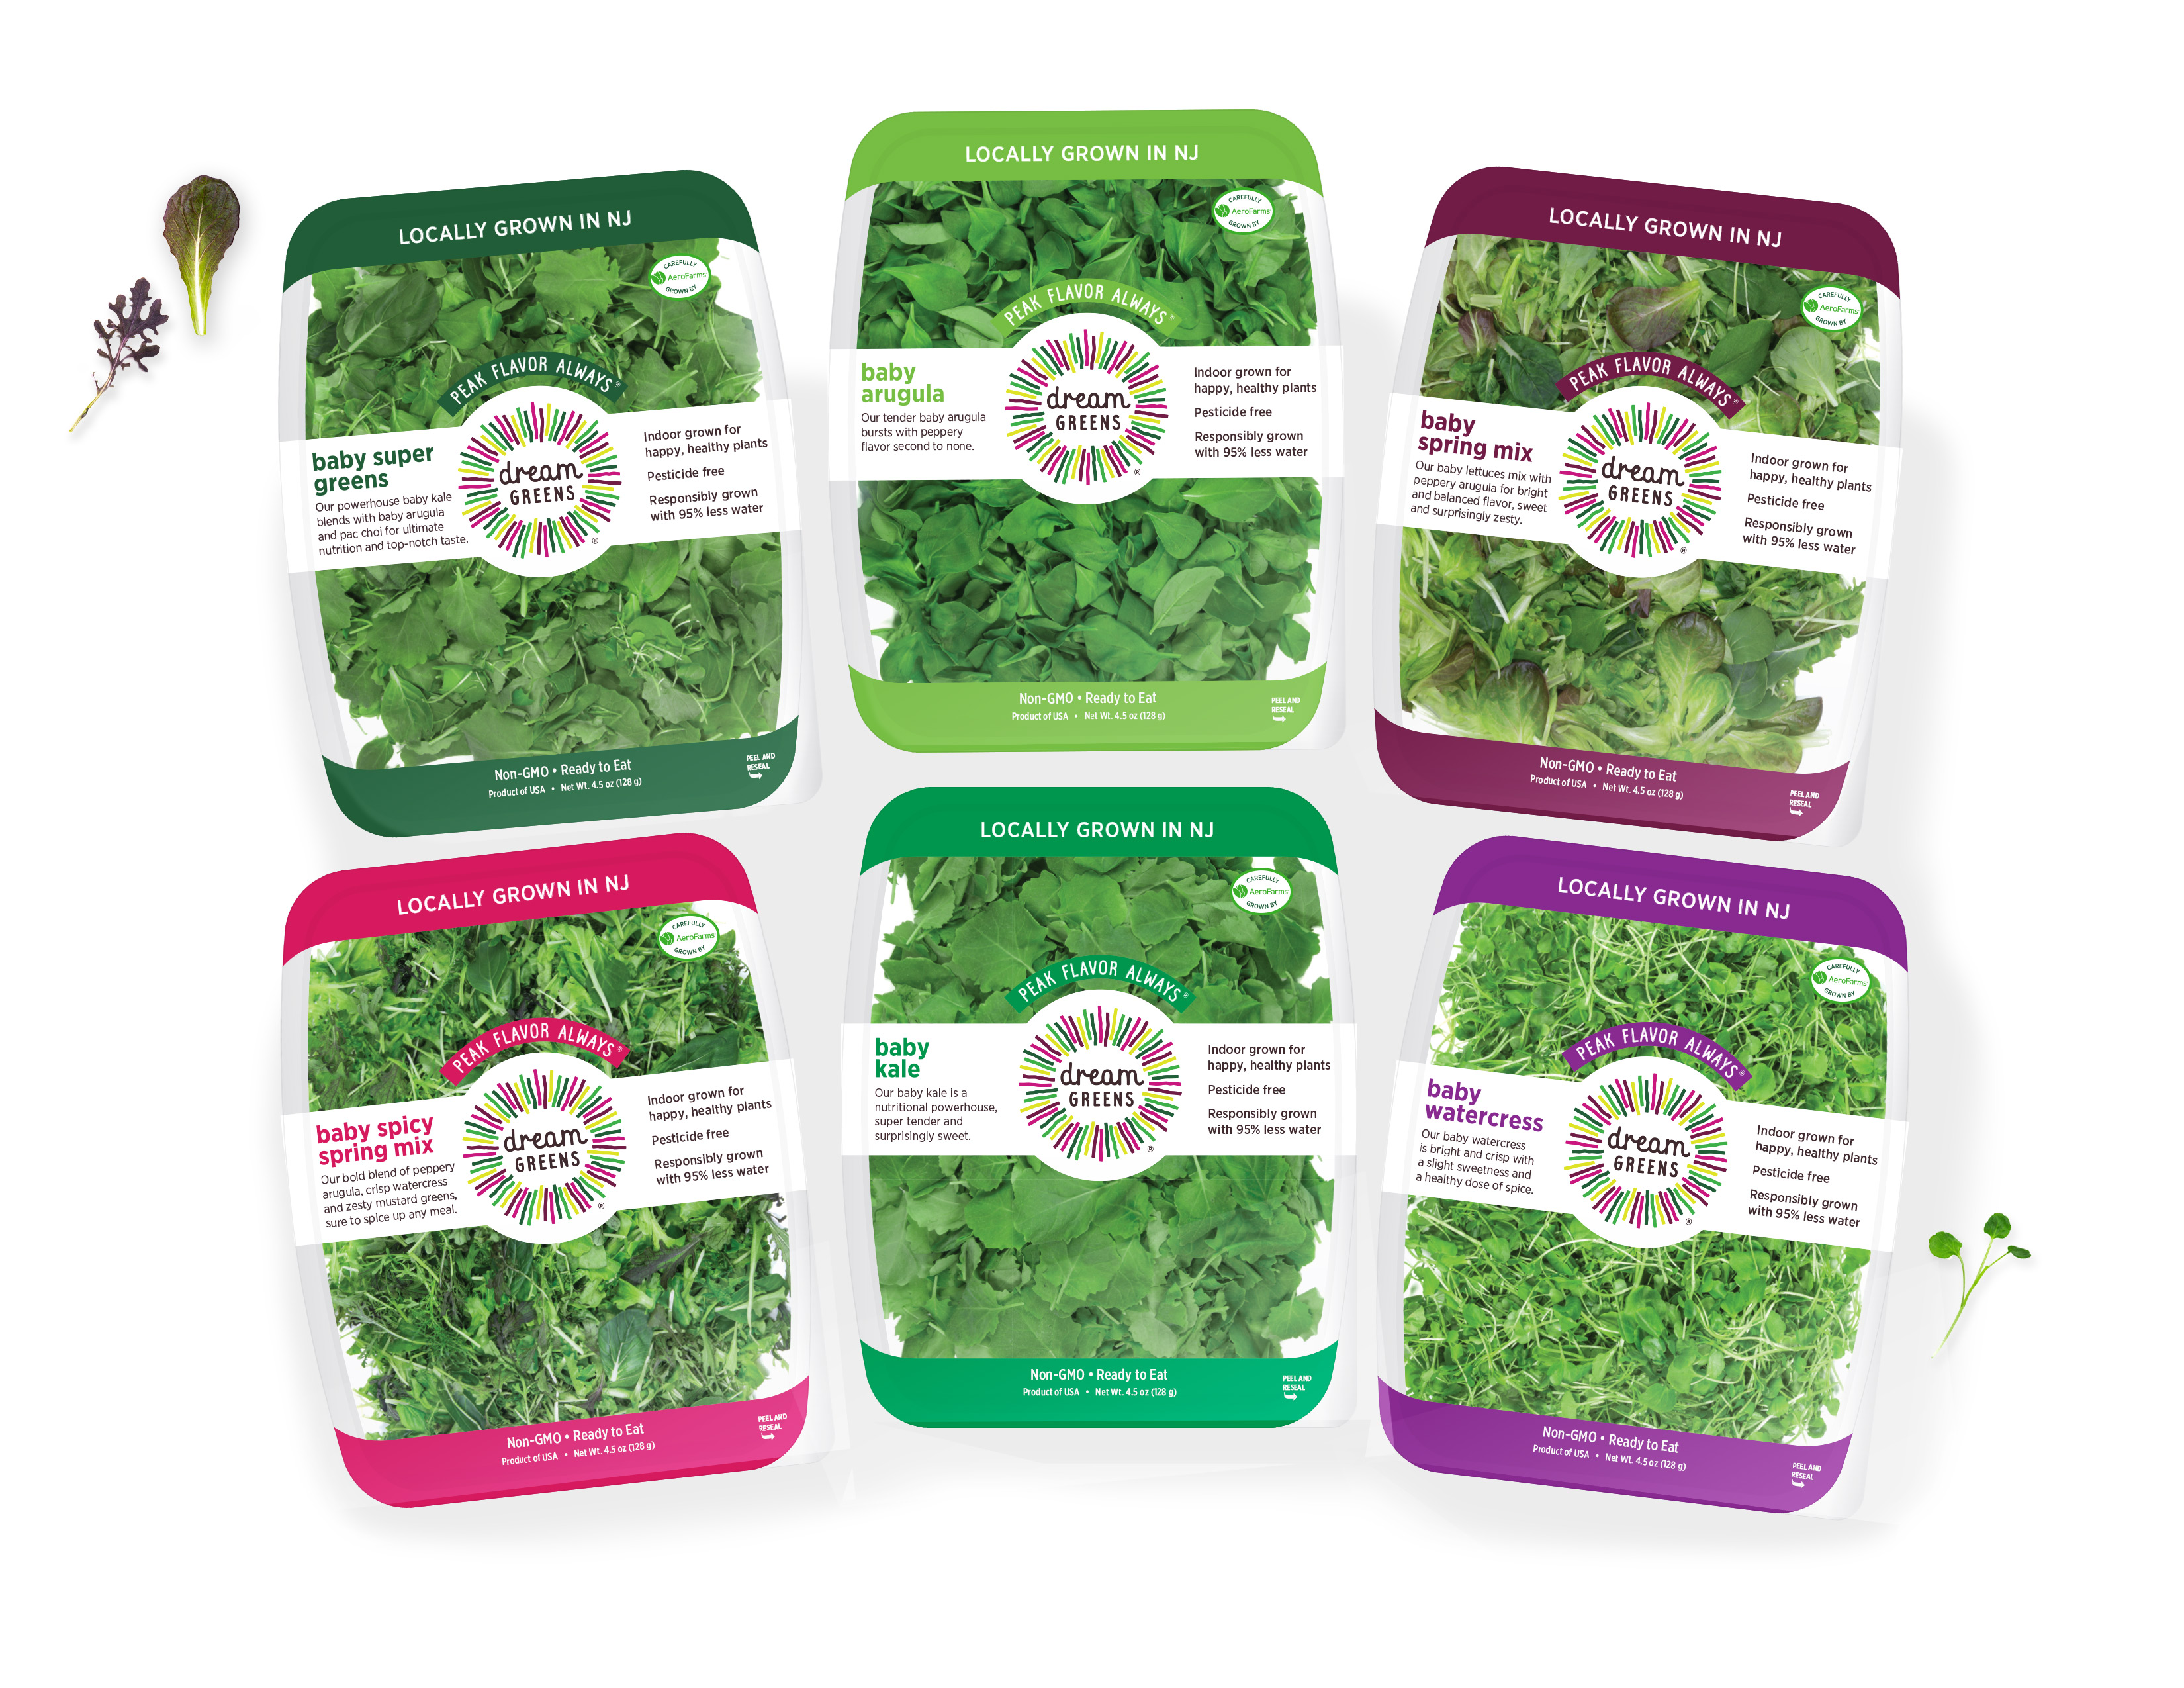 LOCALLY GROWN IN NJ
CAREFULLY
AeroFarms
GROWN BY
PEAK FLAVOR ALWAYS®
baby super
greens
Our powerhouse baby kale
blends with baby arugula
and pac choi for ultimate
nutrition and top-notch taste.
dream
GREENS
®
Indoor grown for
happy, healthy plants
Pesticide free
Responsibly grown
with 95% less water
Non-GMO • Ready to Eat
Product of USA • Net Wt. 4.5 oz (128 g)
PEEL AND
RESEAL
LOCALLY GROWN IN NJ
CAREFULLY
AeroFarms
GROWN BY
PEAK FLAVOR ALWAYS®
baby
arugula
Our tender baby arugula
bursts with peppery
flavor second to none.
dream
GREENS
®
Indoor grown for
happy, healthy plants
Pesticide free
Responsibly grown
with 95% less water
Non-GMO • Ready to Eat
Product of USA • Net Wt. 4.5 oz (128 g)
PEEL AND
RESEAL
LOCALLY GROWN IN NJ
CAREFULLY
AeroFarms
GROWN BY
PEAK FLAVOR ALWAYS®
baby
spring mix
Our baby lettuces mix with
peppery arugula for bright
and balanced flavor, sweet
and surprisingly zesty.
dream
GREENS
®
Indoor grown for
happy, healthy plants
Pesticide free
Responsibly grown
with 95% less water
Non-GMO • Ready to Eat
Product of USA • Net Wt. 4.5 oz (128 g)
PEEL AND
RESEAL
LOCALLY GROWN IN NJ
CAREFULLY
AeroFarms
GROWN BY
PEAK FLAVOR ALWAYS®
baby spicy
spring mix
Our bold blend of peppery
arugula, crisp watercress
and zesty mustard greens,
sure to spice up any meal.
dream
GREENS
®
Indoor grown for
happy, healthy plants
Pesticide free
Responsibly grown
with 95% less water
Non-GMO • Ready to Eat
Product of USA • Net Wt. 4.5 oz (128 g)
PEEL AND
RESEAL
LOCALLY GROWN IN NJ
CAREFULLY
AeroFarms
GROWN BY
PEAK FLAVOR ALWAYS®
baby
kale
Our baby kale is a
nutritional powerhouse,
super tender and
surprisingly sweet.
dream
GREENS
®
Indoor grown for
happy, healthy plants
Pesticide free
Responsibly grown
with 95% less water
Non-GMO • Ready to Eat
Product of USA • Net Wt. 4.5 oz (128 g)
PEEL AND
RESEAL
LOCALLY GROWN IN NJ
CAREFULLY
AeroFarms
GROWN BY
PEAK FLAVOR ALWAYS®
baby
watercress
Our baby watercress
is bright and crisp with
a slight sweetness and
a healthy dose of spice.
dream
GREENS
®
Indoor grown for
happy, healthy plants
Pesticide free
Responsibly grown
with 95% less water
Non-GMO • Ready to Eat
Product of USA • Net Wt. 4.5 oz (128 g)
PEEL AND
RESEAL